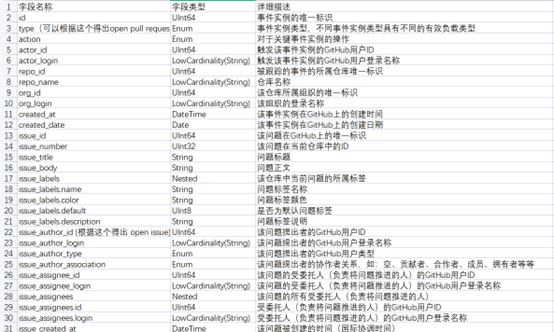 1 字段名称 字段类型 详细描述
2 id UInt64 事件实例的唯一标识
3 type（可以根据这个得出open pull reques Enum 事件实例类型，不同事件实例类型具有不同的有效负载类型
4 action Enum 对于关键事件实例的操作
5 actor_id UInt64 触发该事件实例的GitHub用户ID
6 actor_login LowCardinality(String) 触发该事件实例的GitHub用户登录名称
7 repo_id UInt64 被跟踪的事件的所属仓库唯一标识
8 repo_name LowCardinality(String) 仓库名称
9 org_id UInt64 该仓库所属组织的唯一标识
10 org_login LowCardinality(String) 该组织的登录名称
11 created_at DateTime 该事件实例在GitHub上的创建时间
12 created_date Date 该事件实例在GitHub上的创建日期
13 issue_id UInt64 该问题在GitHub上的唯一标识
14 issue_number UInt32 该问题在当前仓库中的ID
15 issue_title String 问题标题
16 issue_body String 问题正文
17 issue_labels Nested 该仓库中当前问题的所属标签
18 issue_labels.name String 问题标签名称
19 issue_labels.color String 问题标签颜色
20 issue_labels.default UInt8 是否为默认问题标签
21 issue_labels.description String 问题标签说明
22 issue_author_id (根据这个得出 open issue) UInt64 该问题提出者的GitHub用户ID
23 issue_author_login LowCardinality(String) 该问题提出者的GitHub用户登录名称
24 issue_author_type Enum 该问题提出者的GitHub用户类型
25 issue_author_association Enum 该问题提出者的协作者关系，如：空、贡献者、合作者、成员、拥有者等等
26 issue_assignee_id UInt64 该问题的受委托人（负责将问题推进的人）的GitHub用户ID
27 issue_assignee_login LowCardinality(String) 该问题的受委托人（负责将问题推进的人）的GitHub用户登录名称
28 issue_assignees Nested 该问题的所有受委托人（负责将问题推进的人）
29 issue_assignees.id UInt64 受委托人（负责将问题推进的人）的GitHub用户ID
30 issue_assignees.login LowCardinality(String) 受委托人（负责将问题推进的人）的GitHub用户登录名称
31 issue_created_at DateTime 该问题被创建的时间（国际协调时间）